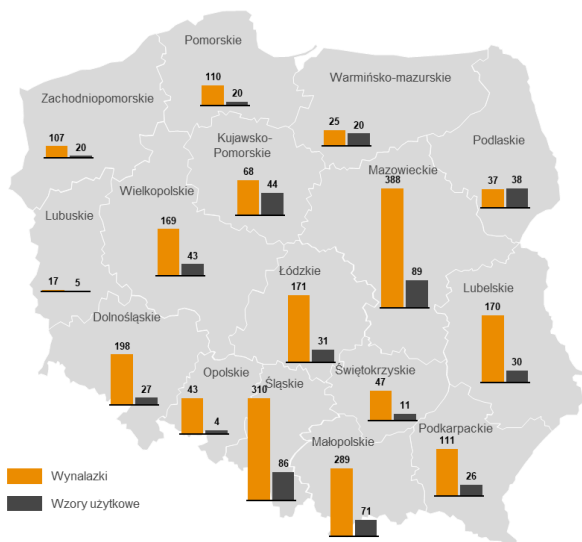 Pomorskie
110
20
Warmińsko-mazurskie
25
20
Zachodniopomorskie
107
20
Kujawsko-
Pomorskie
68
44
Podlaskie
37
38
Mazowieckie
388
89
Wielkopolskie
169
43
Lubuskie
17
5
Łódzkie
171
31
Lubelskie
170
30
Dolnośląskie
198
27
Opolskie
43
4
Śląskie
310
86
Świętokrzyskie
47
11
Małopolskie
289
71
Podkarpackie
111
26
Wynalazki
Wzory użytkowe